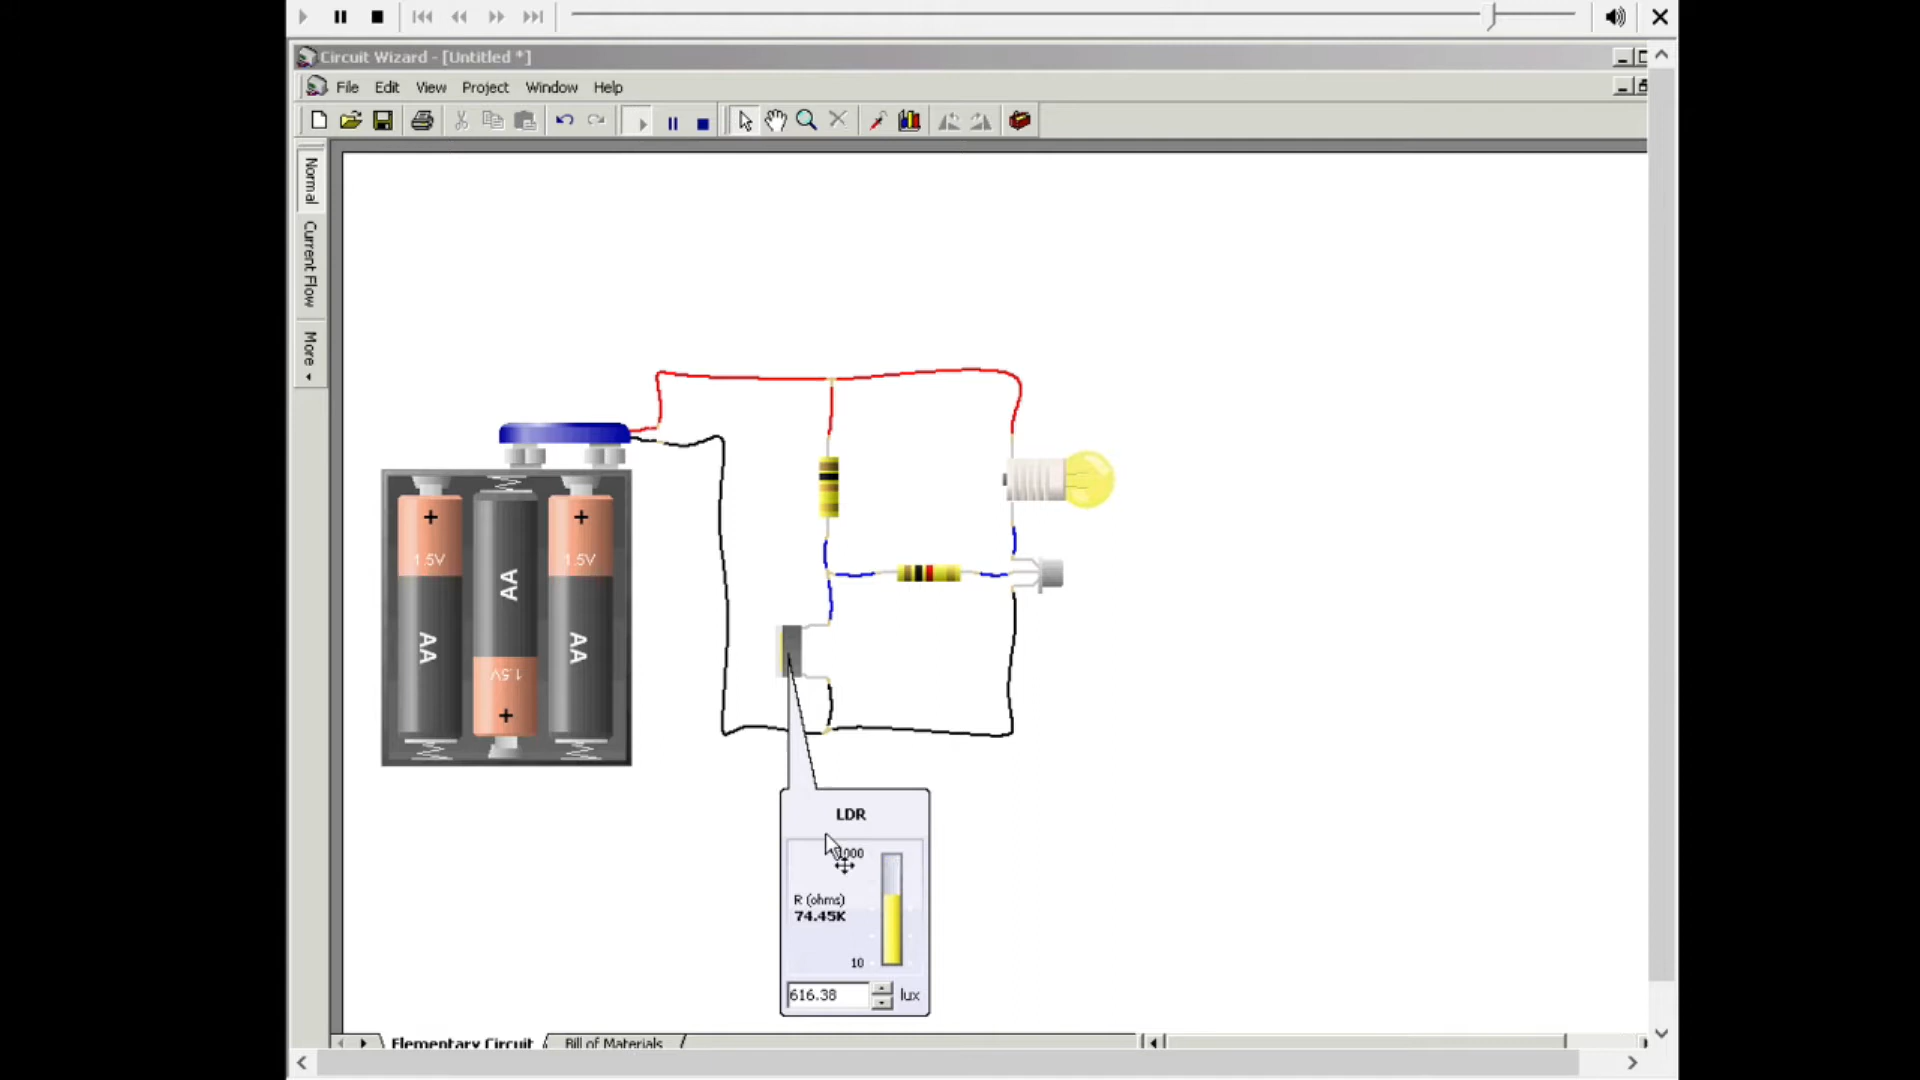 Circuit Wizard - [Untitled *]
File Edit View Project Window Help
Normal
Current Flow
More
+ 1.5V AA
AA 1.5V +
+ 1.5V AA
LDR
1000
R (ohms)
74.45K
10
616.38 lux
Elementary Circuit Bill of Materials